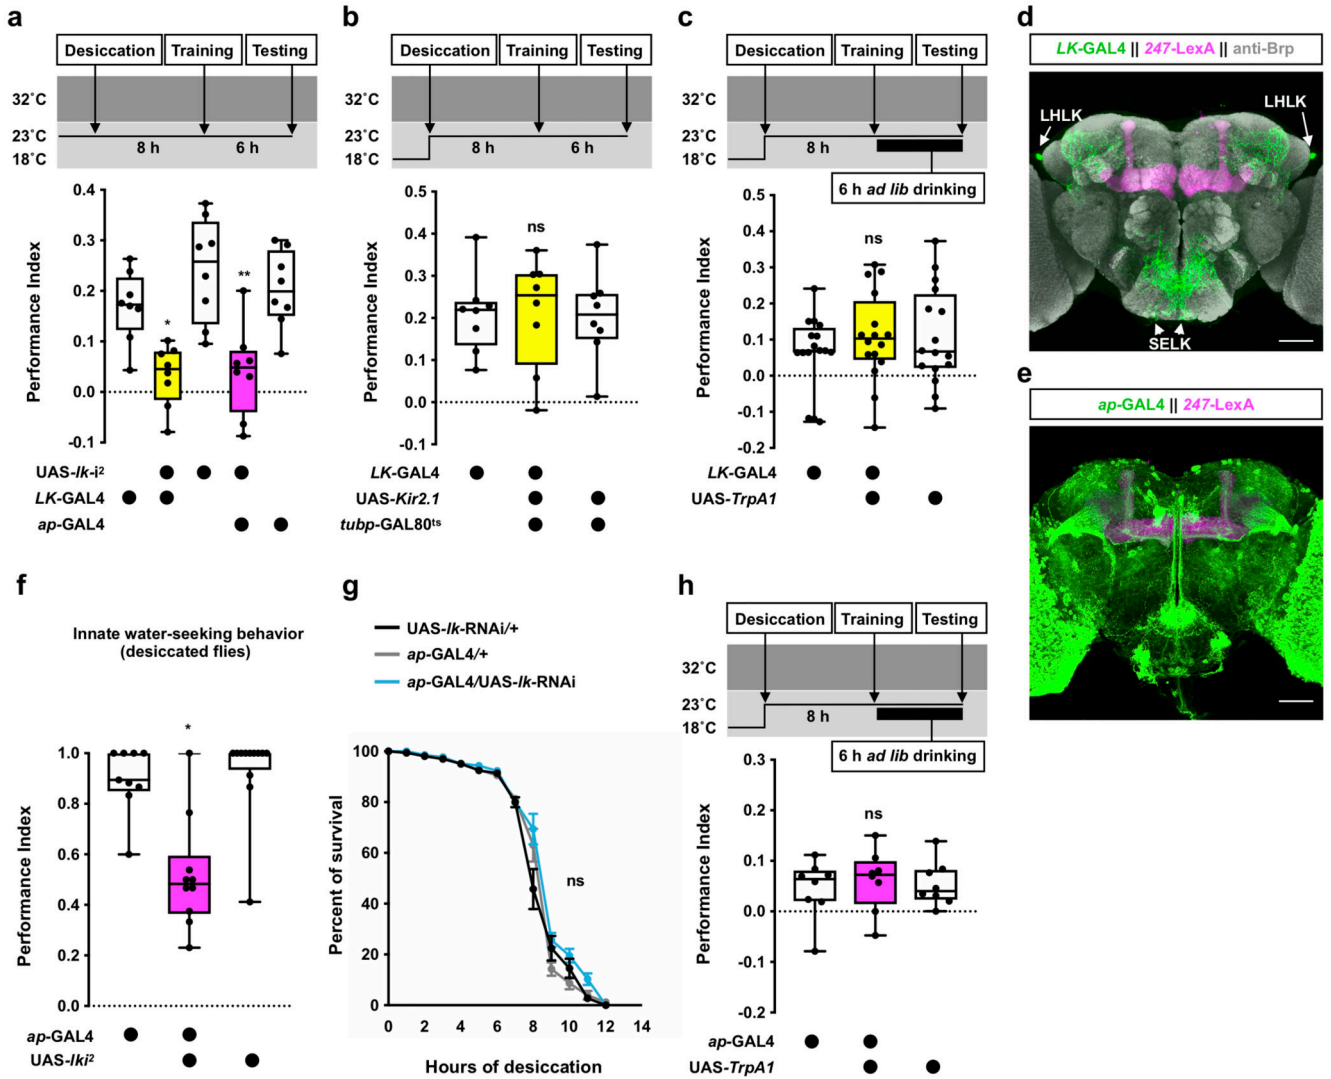 a
Desiccation
Training
Testing
32˚C
23˚C
18˚C
8 h
6 h
Performance Index
0.4
0.3
0.2
0.1
0.0
-0.1
*
**
UAS-lk-i²
LK-GAL4
ap-GAL4
b
Desiccation
Training
Testing
32˚C
23˚C
18˚C
8 h
6 h
Performance Index
0.5
0.4
0.3
0.2
0.1
0.0
-0.1
ns
LK-GAL4
UAS-Kir2.1
tubp-GAL80ᵗˢ
c
Desiccation
Training
Testing
32˚C
23˚C
18˚C
8 h
6 h ad lib drinking
Performance Index
0.5
0.4
0.3
0.2
0.1
0.0
-0.1
-0.2
ns
LK-GAL4
UAS-TrpA1
d
LK-GAL4 || 247-LexA || anti-Brp
LHLK
LHLK
SELK
e
ap-GAL4 || 247-LexA
f
Innate water-seeking behavior
(desiccated flies)
Performance Index
1.0
0.8
0.6
0.4
0.2
0.0
*
ap-GAL4
UAS-lki²
g
UAS-lk-RNAi/+
ap-GAL4/+
ap-GAL4/UAS-lk-RNAi
Percent of survival
100
80
60
40
20
0
ns
0 2 4 6 8 10 12 14
Hours of desiccation
h
Desiccation
Training
Testing
32˚C
23˚C
18˚C
8 h
6 h ad lib drinking
Performance Index
0.3
0.2
0.1
0.0
-0.1
-0.2
ns
ap-GAL4
UAS-TrpA1